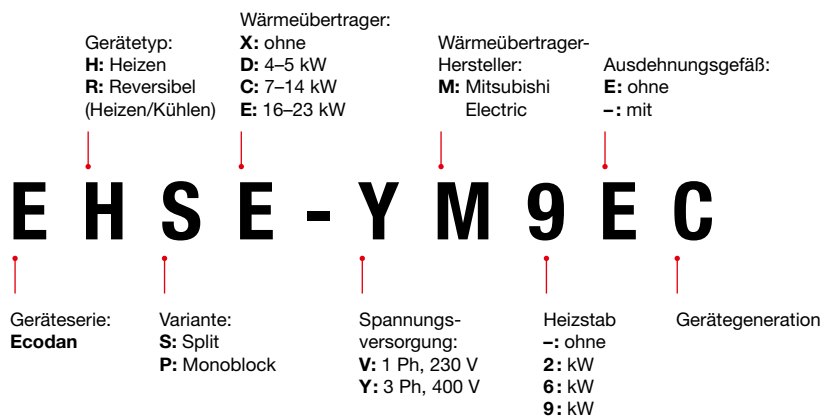 Gerätetyp:
H: Heizen
R: Reversibel
(Heizen/Kühlen)
Wärmeübertrager:
X: ohne
D: 4–5 kW
C: 7–14 kW
E: 16–23 kW
Wärmeübertrager-
Hersteller:
M: Mitsubishi
Electric
Ausdehnungsgefäß:
E: ohne
–: mit
EHSE-YM9EC
Geräteserie:
Ecodan
Variante:
S: Split
P: Monoblock
Spannungs-
versorgung:
V: 1 Ph, 230 V
Y: 3 Ph, 400 V
Heizstab
–: ohne
2: kW
6: kW
9: kW
Gerätegeneration